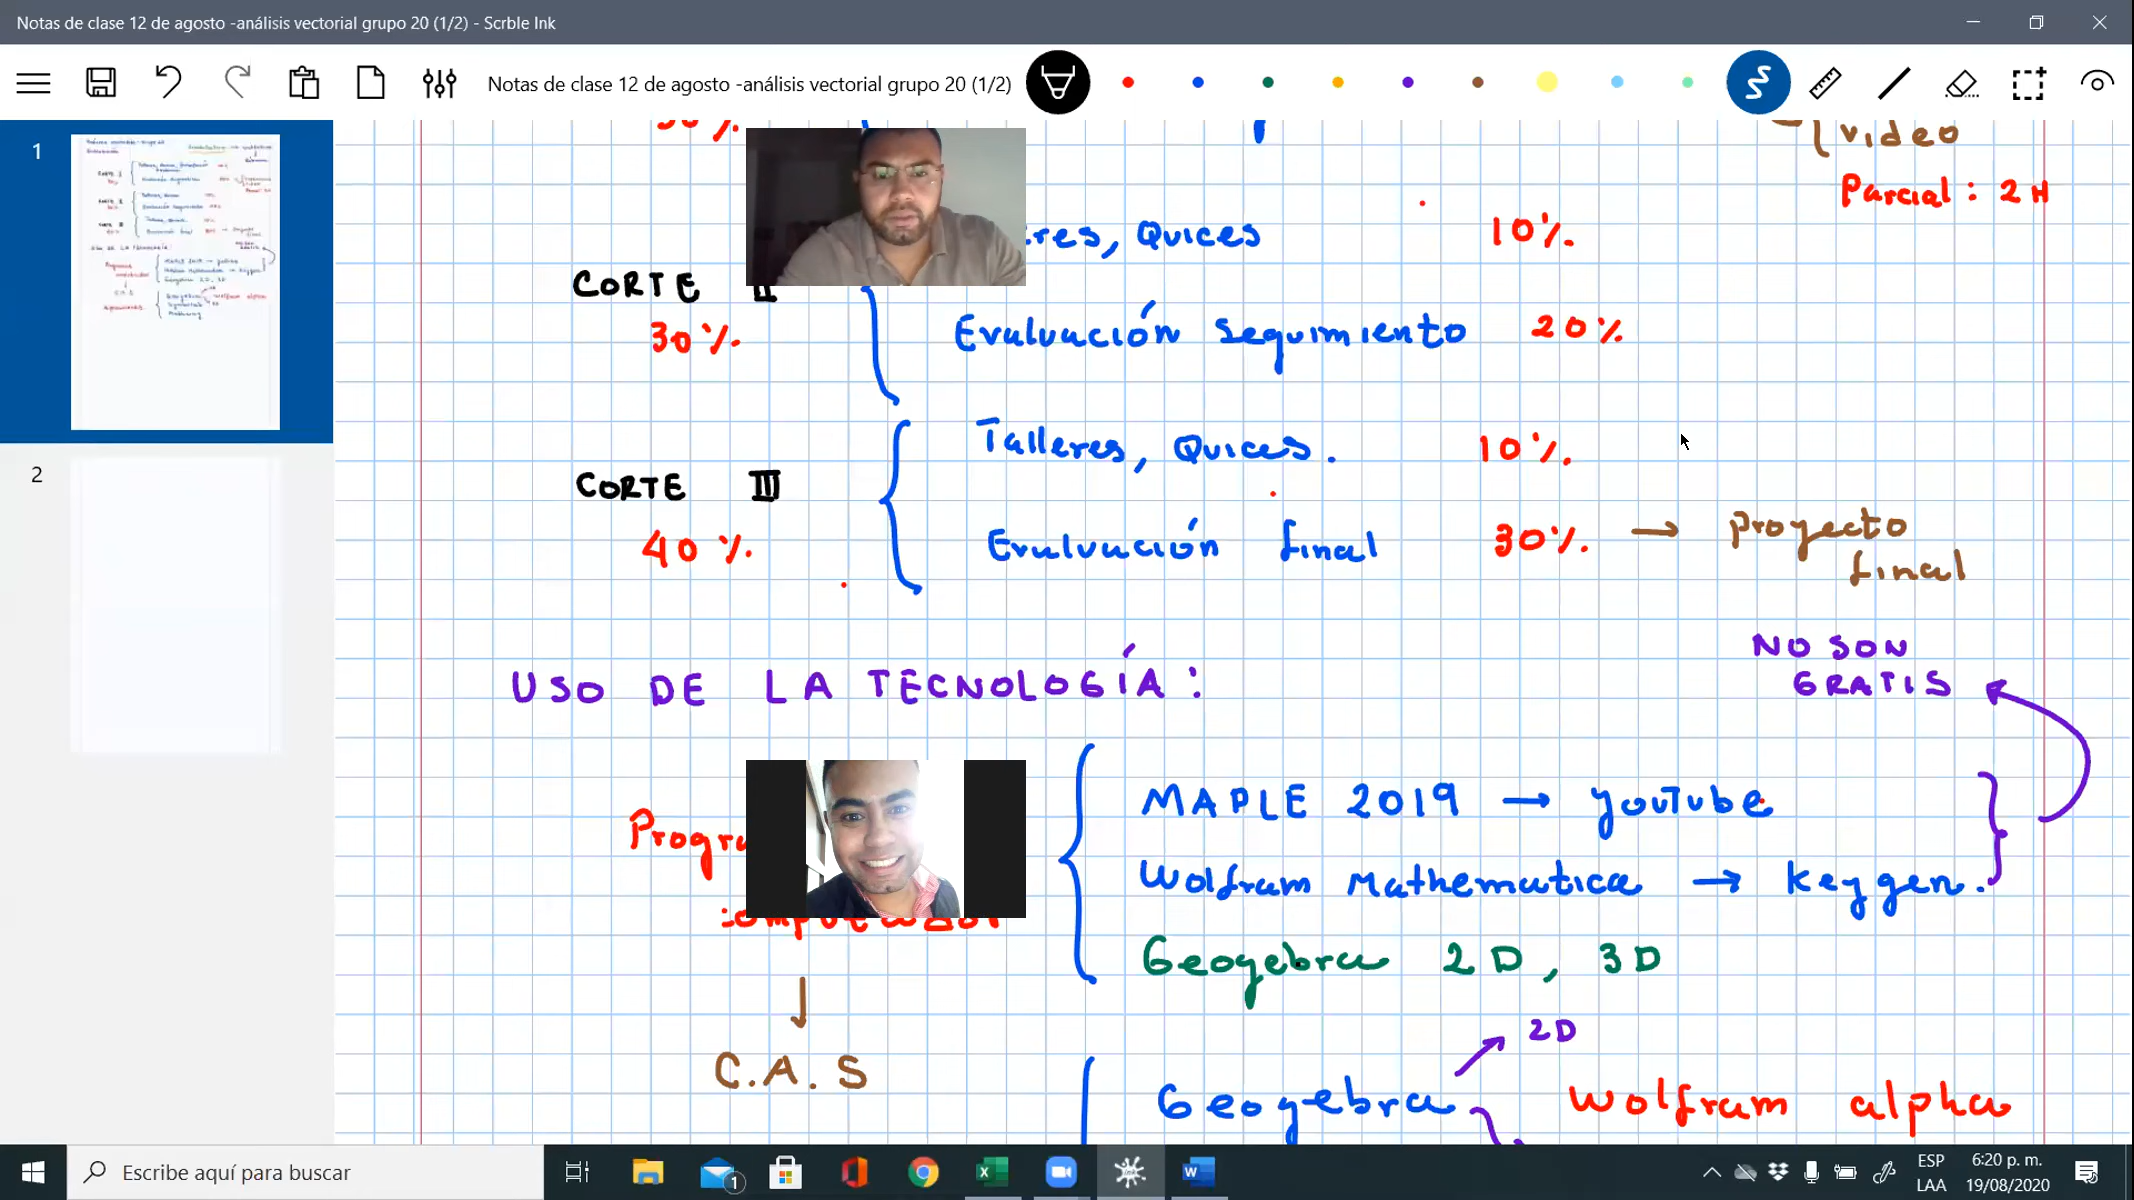 Notas de clase 12 de agosto -análisis vectorial grupo 20 (1/2) - Scrble Ink
Notas de clase 12 de agosto -análisis vectorial grupo 20 (1/2)
1
2
video
Parcial: 2H
Quices 10%
CORTE II
30%
Evaluación Seguimiento 20%
Talleres, Quices. 10%
CORTE III
40%
Evaluación final 30% → Proyecto
final
NO SON
GRATIS
USO DE LA TECNOLOGÍA:
MAPLE 2019 → YouTube
Wolfram Mathematica → Keygen.
Geogebra 2D, 3D
C.A.S
2D
Geogebra Wolfram alpha
Escribe aquí para buscar
1
ESP
LAA
6:20 p. m.
19/08/2020